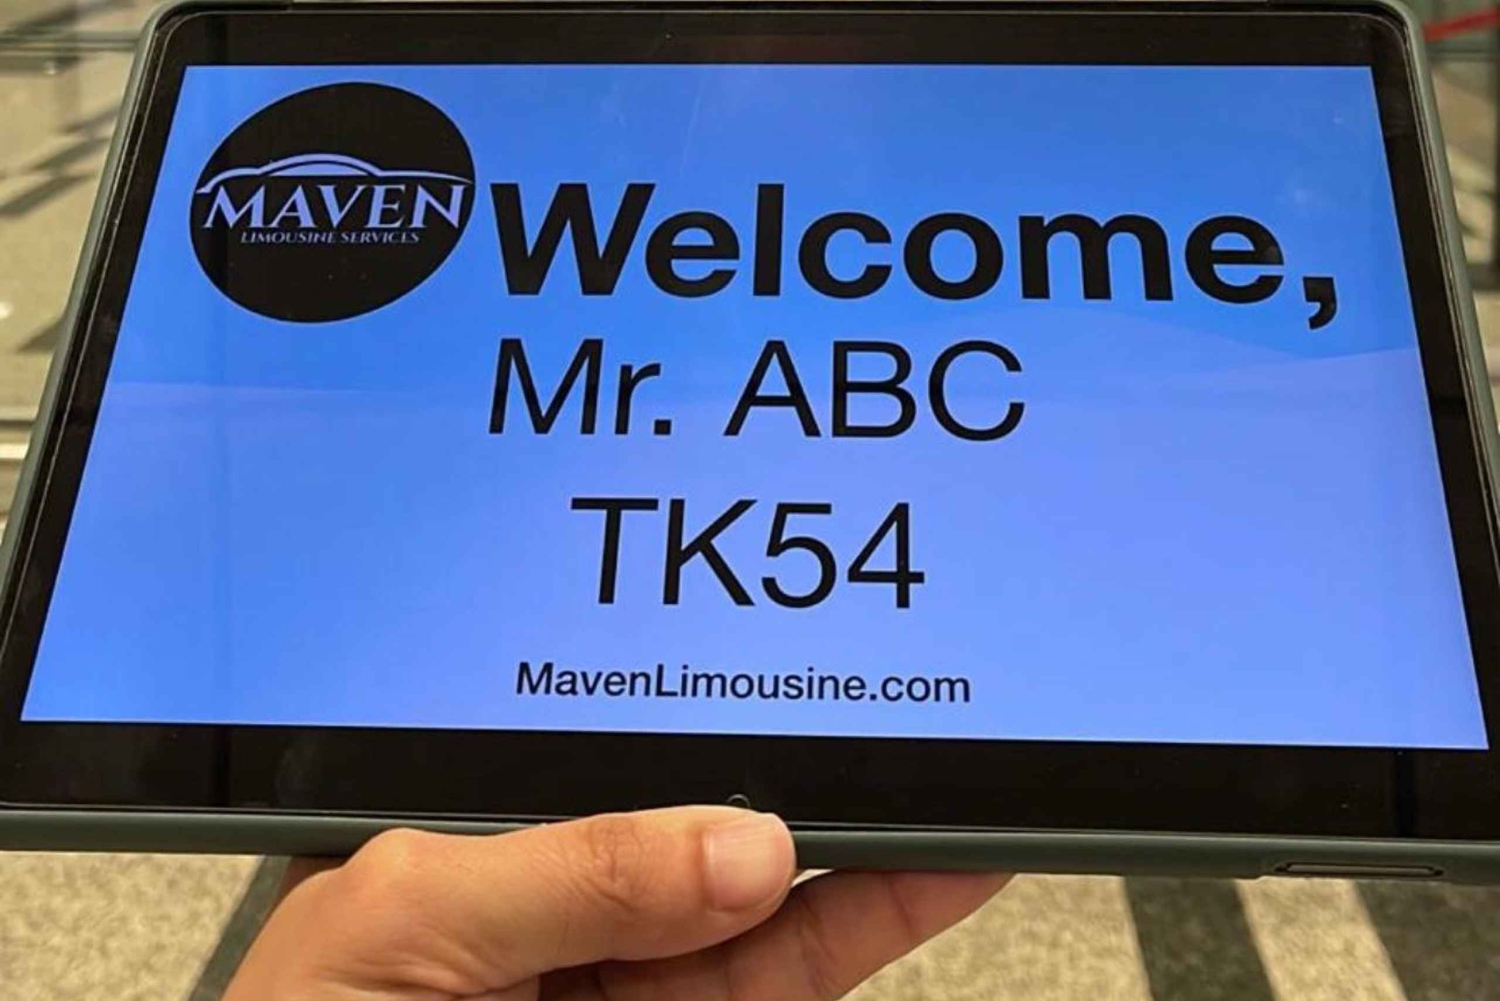 MAVEN
LIMOUSINE SERVICES
Welcome,
Mr. ABC
TK54
MavenLimousine.com